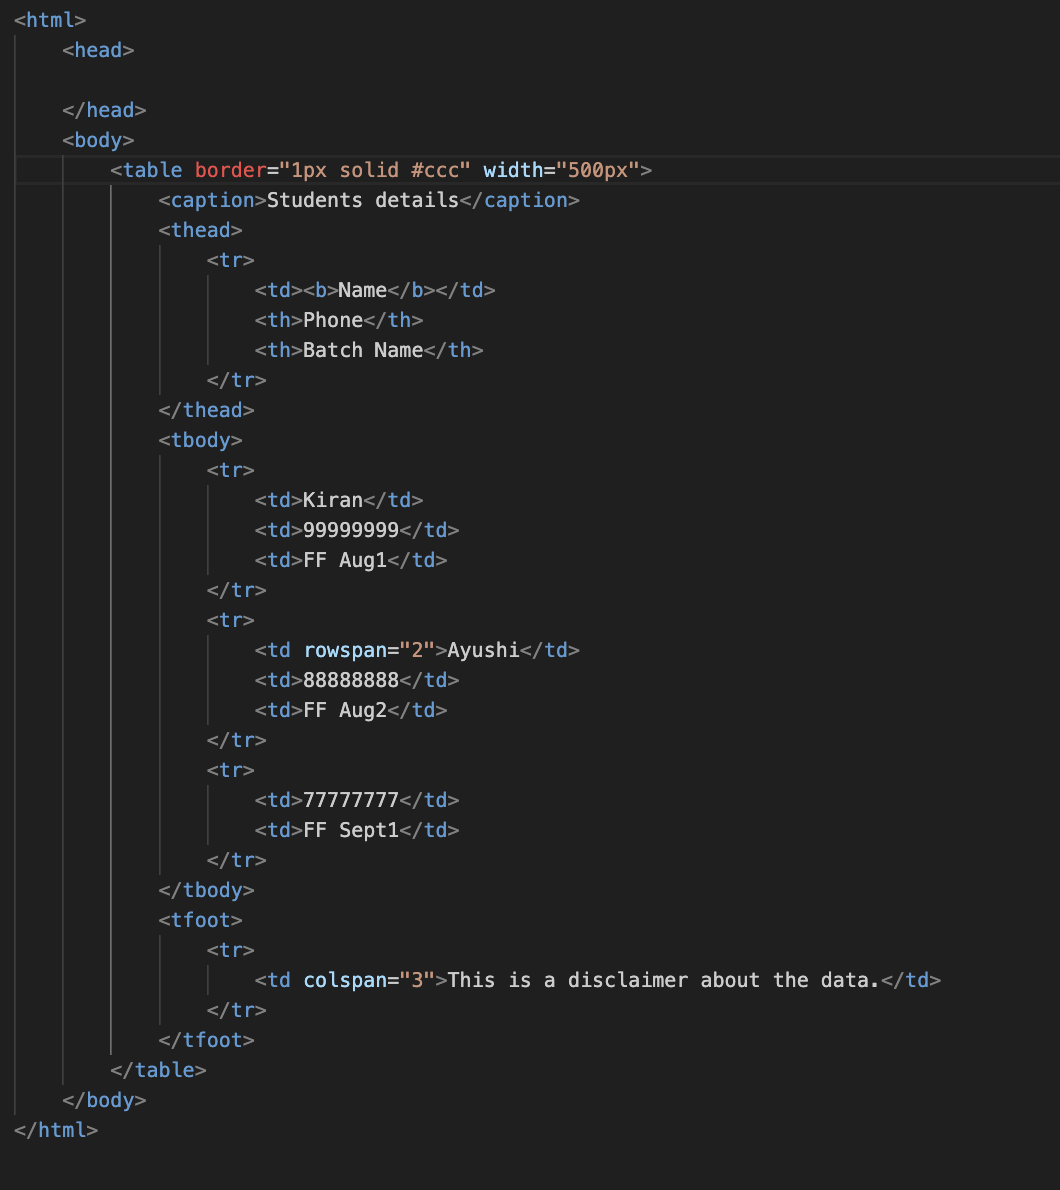 <html>
    <head>

    </head>
    <body>
        <table border="1px solid #ccc" width="500px">
            <caption>Students details</caption>
            <thead>
                <tr>
                    <td><b>Name</b></td>
                    <th>Phone</th>
                    <th>Batch Name</th>
                </tr>
            </thead>
            <tbody>
                <tr>
                    <td>Kiran</td>
                    <td>99999999</td>
                    <td>FF Aug1</td>
                </tr>
                <tr>
                    <td rowspan="2">Ayushi</td>
                    <td>88888888</td>
                    <td>FF Aug2</td>
                </tr>
                <tr>
                    <td>77777777</td>
                    <td>FF Sept1</td>
                </tr>
            </tbody>
            <tfoot>
                <tr>
                    <td colspan="3">This is a disclaimer about the data.</td>
                </tr>
            </tfoot>
        </table>
    </body>
</html>